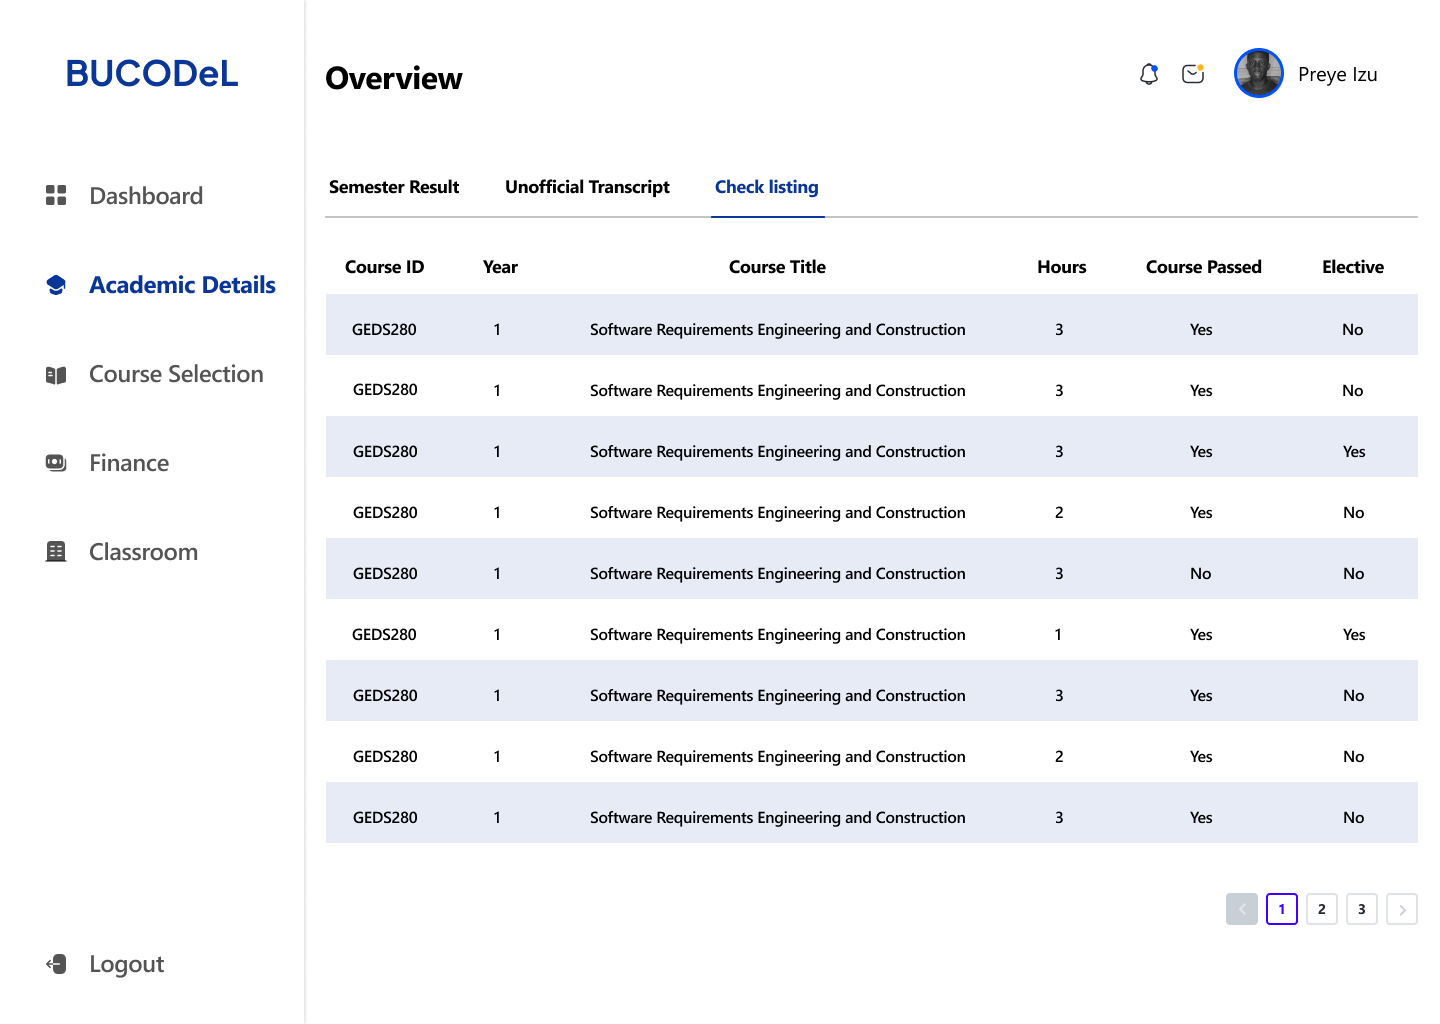 BUCODeL
Overview
Preye Izu
Dashboard
Academic Details
Course Selection
Finance
Classroom
Logout
Semester Result Unofficial Transcript Check listing
Course ID Year Course Title Hours Course Passed Elective
GEDS280 1 Software Requirements Engineering and Construction 3 Yes No
GEDS280 1 Software Requirements Engineering and Construction 3 Yes No
GEDS280 1 Software Requirements Engineering and Construction 3 Yes Yes
GEDS280 1 Software Requirements Engineering and Construction 2 Yes No
GEDS280 1 Software Requirements Engineering and Construction 3 No No
GEDS280 1 Software Requirements Engineering and Construction 1 Yes Yes
GEDS280 1 Software Requirements Engineering and Construction 3 Yes No
GEDS280 1 Software Requirements Engineering and Construction 2 Yes No
GEDS280 1 Software Requirements Engineering and Construction 3 Yes No
1 2 3